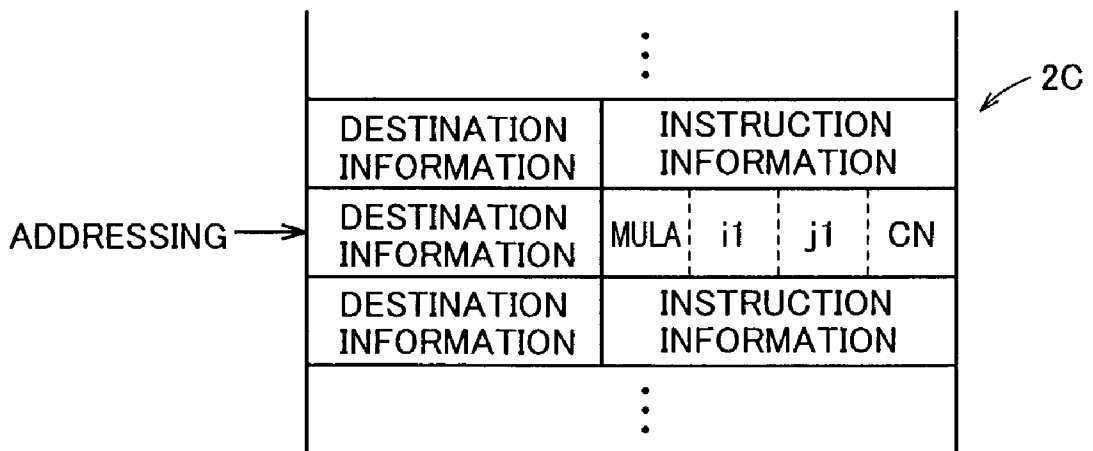 2C
DESTINATION
INFORMATION
INSTRUCTION
INFORMATION
ADDRESSING
DESTINATION
INFORMATION
MULA i1 j1 CN
DESTINATION
INFORMATION
INSTRUCTION
INFORMATION